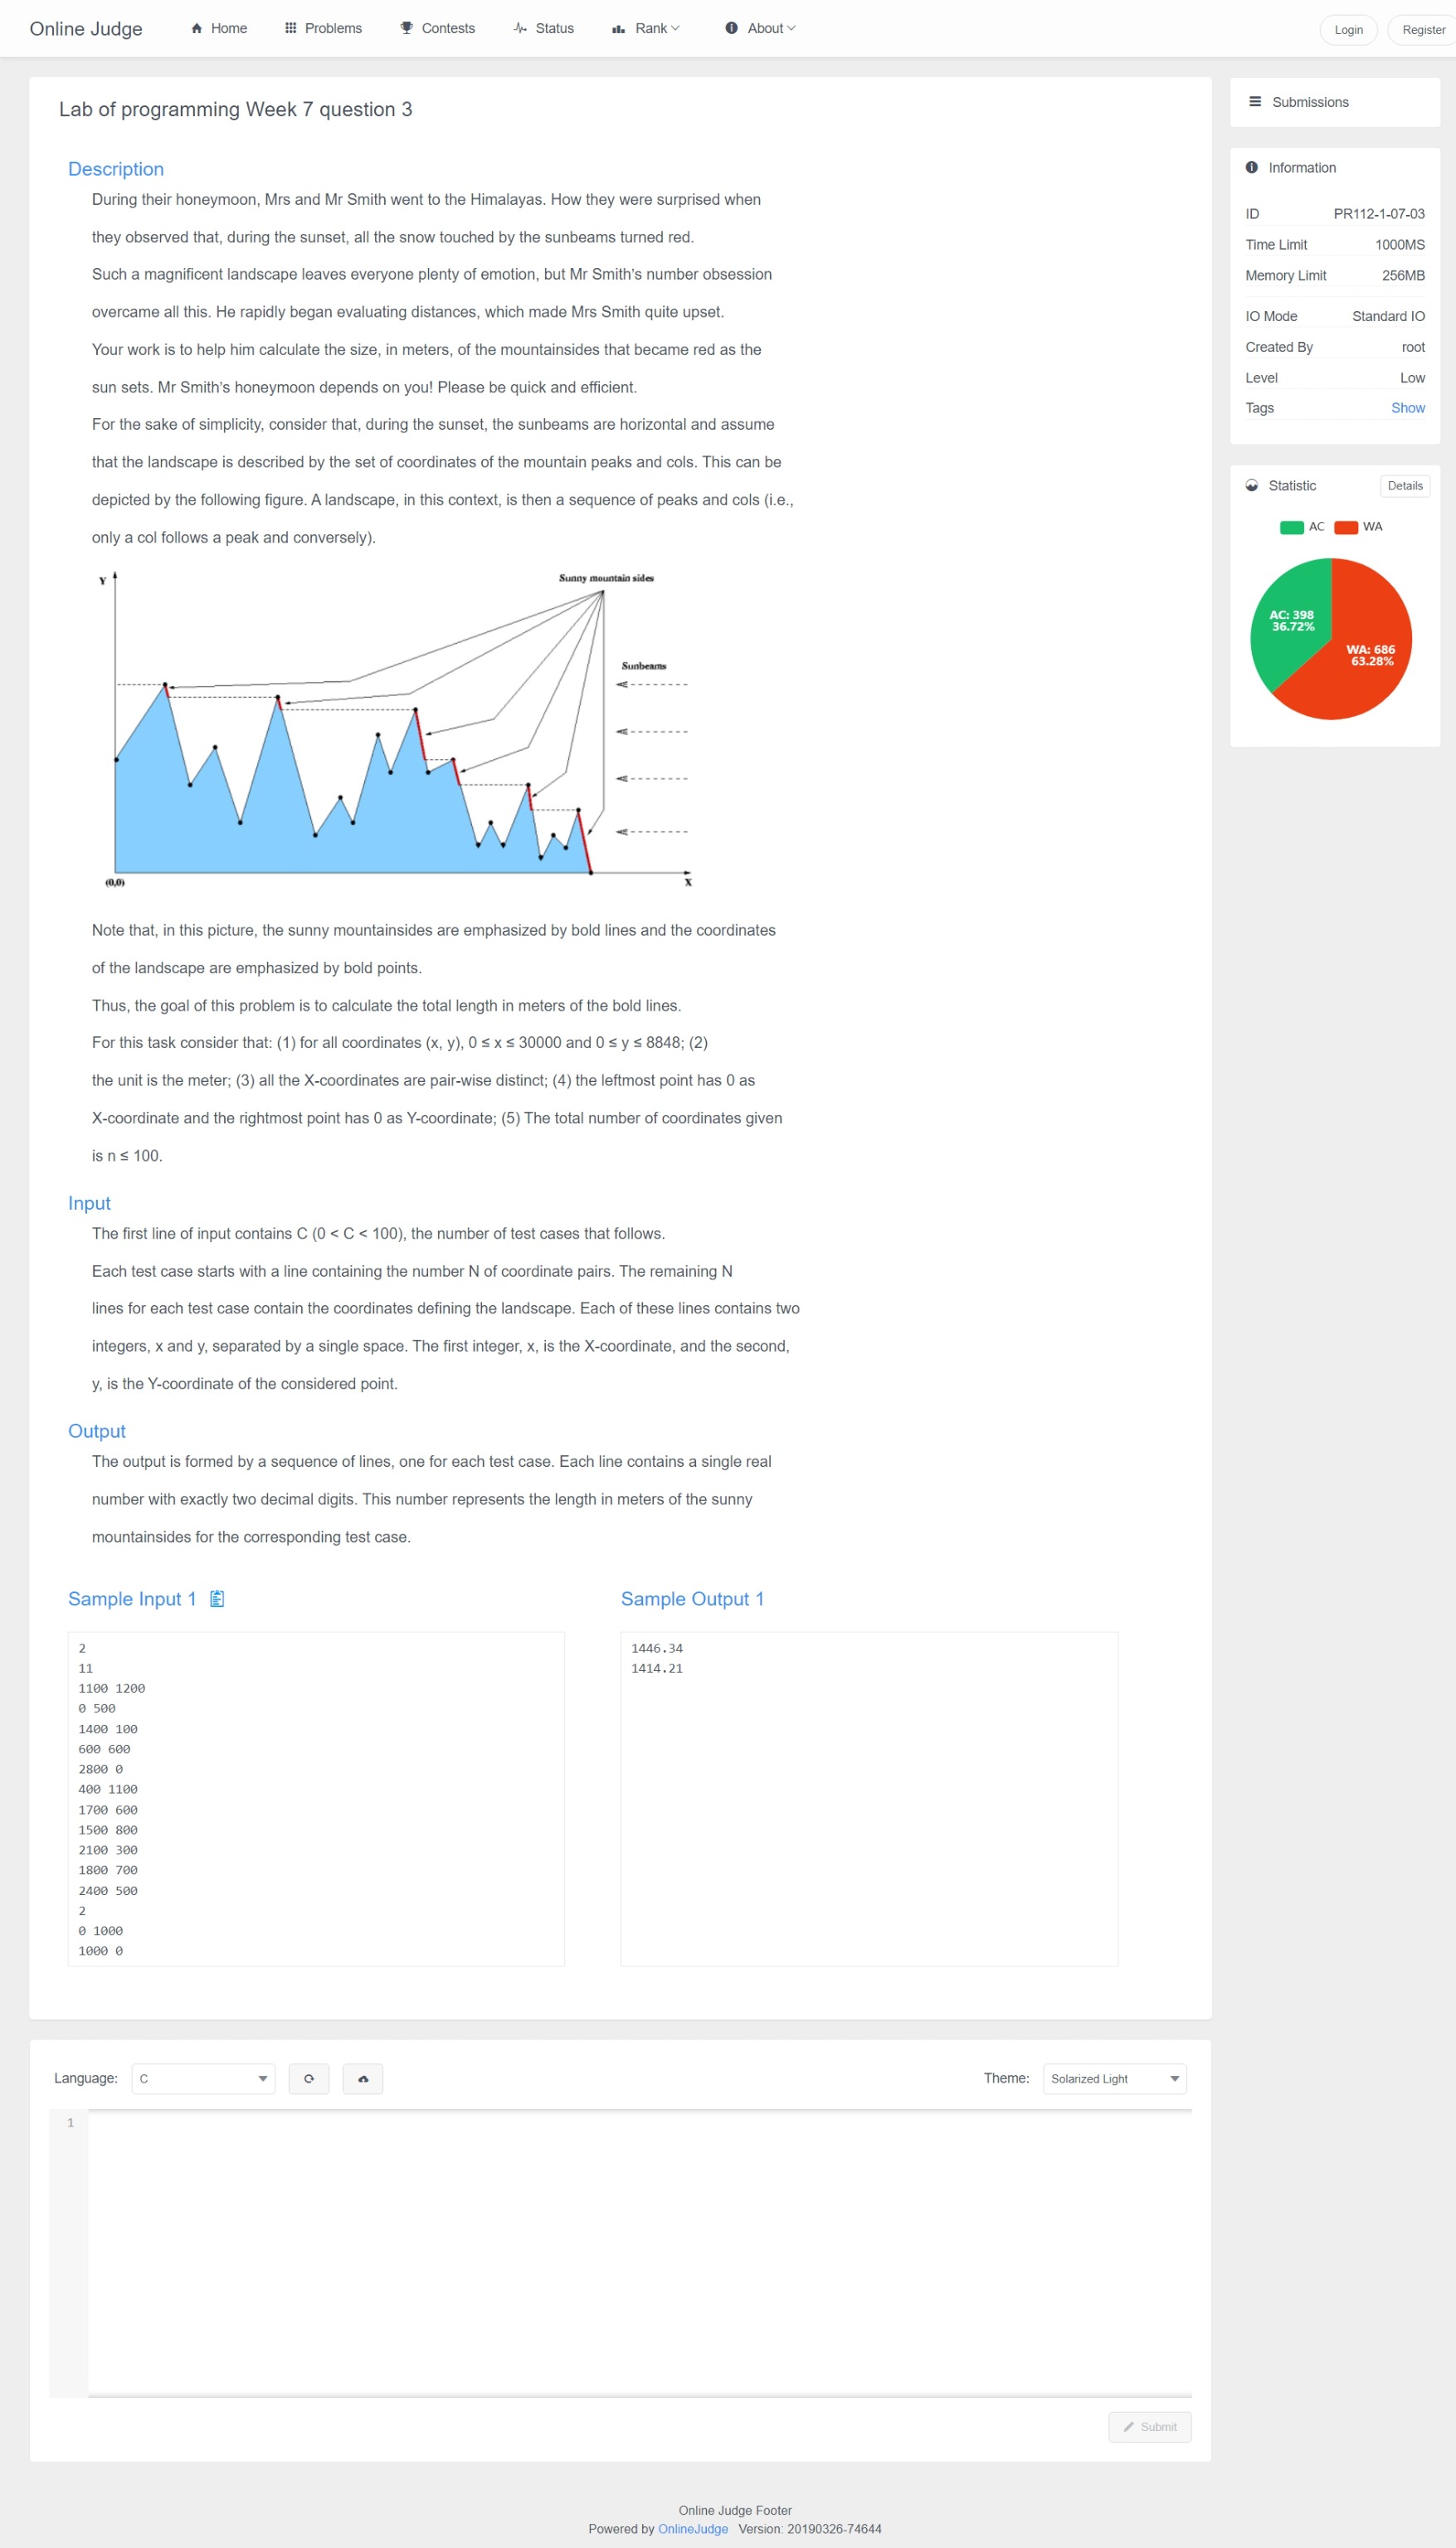 Online Judge Home Problems Contests Status Rank About Login Register
Lab of programming Week 7 question 3
Description
During their honeymoon, Mrs and Mr Smith went to the Himalayas. How they were surprised when
they observed that, during the sunset, all the snow touched by the sunbeams turned red.
Such a magnificent landscape leaves everyone plenty of emotion, but Mr Smith's number obsession
overcame all this. He rapidly began evaluating distances, which made Mrs Smith quite upset.
Your work is to help him calculate the size, in meters, of the mountainsides that became red as the
sun sets. Mr Smith's honeymoon depends on you! Please be quick and efficient.
For the sake of simplicity, consider that, during the sunset, the sunbeams are horizontal and assume
that the landscape is described by the set of coordinates of the mountain peaks and cols. This can be
depicted by the following figure. A landscape, in this context, is then a sequence of peaks and cols (i.e.,
only a col follows a peak and conversely).
Y
Sunny mountain sides
Sunbeams
(0,0)
X
Note that, in this picture, the sunny mountainsides are emphasized by bold lines and the coordinates
of the landscape are emphasized by bold points.
Thus, the goal of this problem is to calculate the total length in meters of the bold lines.
For this task consider that: (1) for all coordinates (x, y), 0 ≤ x ≤ 30000 and 0 ≤ y ≤ 8848; (2)
the unit is the meter; (3) all the X-coordinates are pair-wise distinct; (4) the leftmost point has 0 as
X-coordinate and the rightmost point has 0 as Y-coordinate; (5) The total number of coordinates given
is n ≤ 100.
Input
The first line of input contains C (0 < C < 100), the number of test cases that follows.
Each test case starts with a line containing the number N of coordinate pairs. The remaining N
lines for each test case contain the coordinates defining the landscape. Each of these lines contains two
integers, x and y, separated by a single space. The first integer, x, is the X-coordinate, and the second,
y, is the Y-coordinate of the considered point.
Output
The output is formed by a sequence of lines, one for each test case. Each line contains a single real
number with exactly two decimal digits. This number represents the length in meters of the sunny
mountainsides for the corresponding test case.
Sample Input 1
2
11
1100 1200
0 500
1400 100
600 600
2800 0
400 1100
1700 600
1500 800
2100 300
1800 700
2400 500
2
0 1000
1000 0
Sample Output 1
1446.34
1414.21
Language: C
Theme: Solarized Light
1
Submit
Submissions
Information
ID PR112-1-07-03
Time Limit 1000MS
Memory Limit 256MB
IO Mode Standard IO
Created By root
Level Low
Tags Show
Statistic Details
AC WA
AC: 398
36.72%
WA: 686
63.28%
Online Judge Footer
Powered by OnlineJudge Version: 20190326-74644